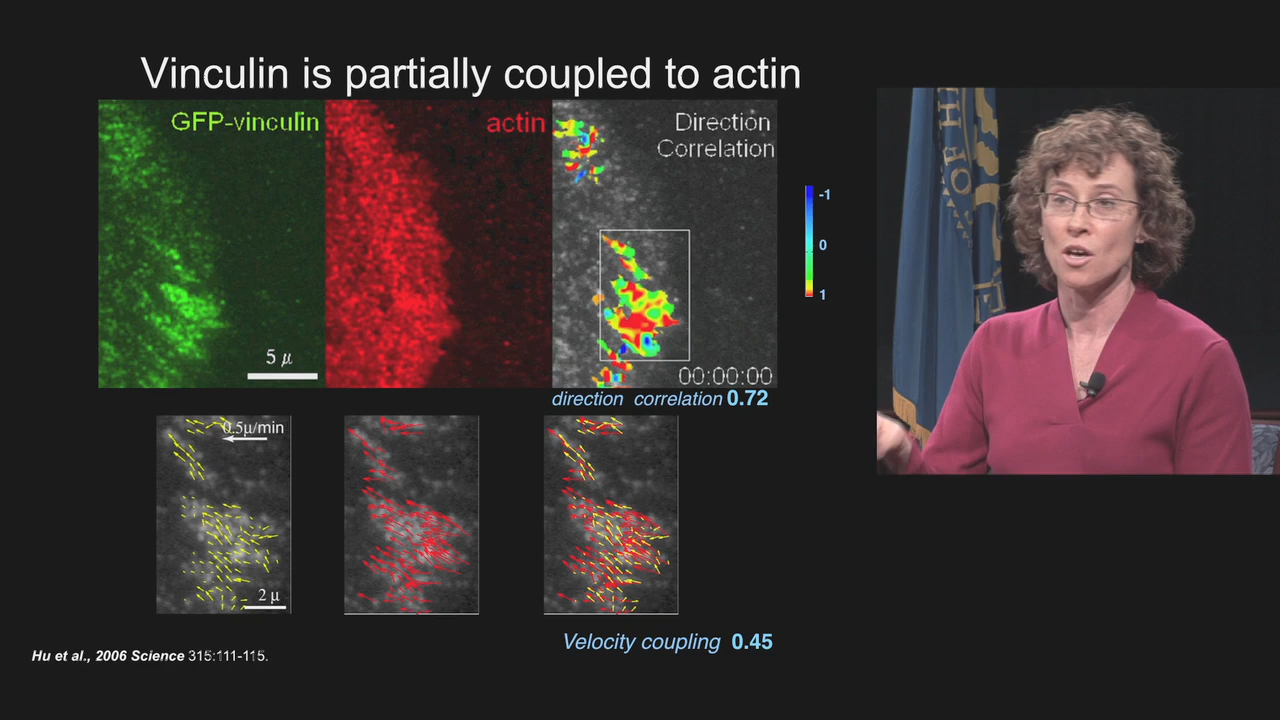 Vinculin is partially coupled to actin
GFP-vinculin
actin
Direction
Correlation
-1
0
1
5 μ
00:00:00
direction correlation 0.72
0.5μ/min
2 μ
Velocity coupling 0.45
Hu et al., 2006 Science 315:111-115.
H OF